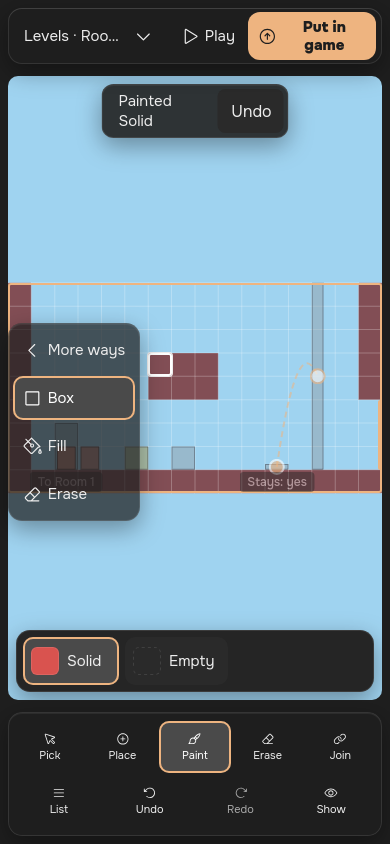 Levels · Roo...
Play
Put in
game
Painted
Solid
Undo
More ways
Box
Fill
To Room 1
Stays: yes
Erase
Solid
Empty
Pick
Place
Paint
Erase
Join
List
Undo
Redo
Show